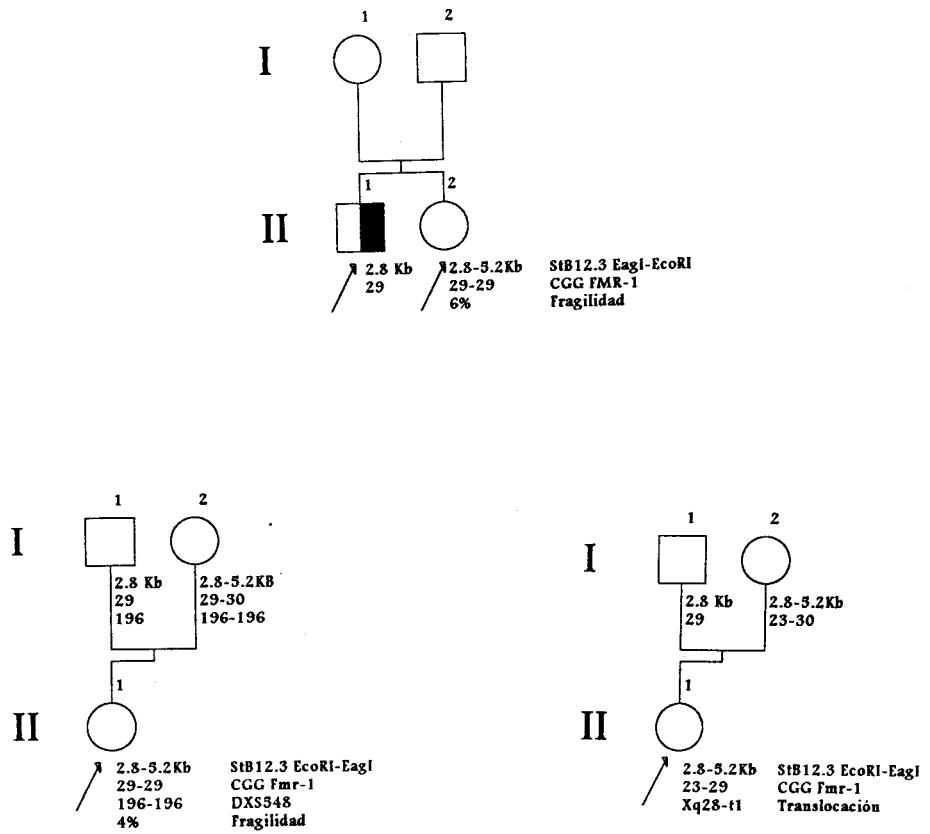 1 2
I
1 2
II
2.8 Kb 2.8-5.2Kb StB12.3 EagI-EcoRI
29 29-29 CGG FMR-1
6% Fragilidad
1 2
I
2.8 Kb 2.8-5.2KB
29 29-30
196 196-196
1
II
2.8-5.2Kb StB12.3 EcoRI-EagI
29-29 CGG Fmr-1
196-196 DXS548
4% Fragilidad
1 2
I
2.8 Kb 2.8-5.2Kb
29 23-30
1
II
2.8-5.2Kb StB12.3 EcoRI-EagI
23-29 CGG Fmr-1
Xq28-t1 Translocación